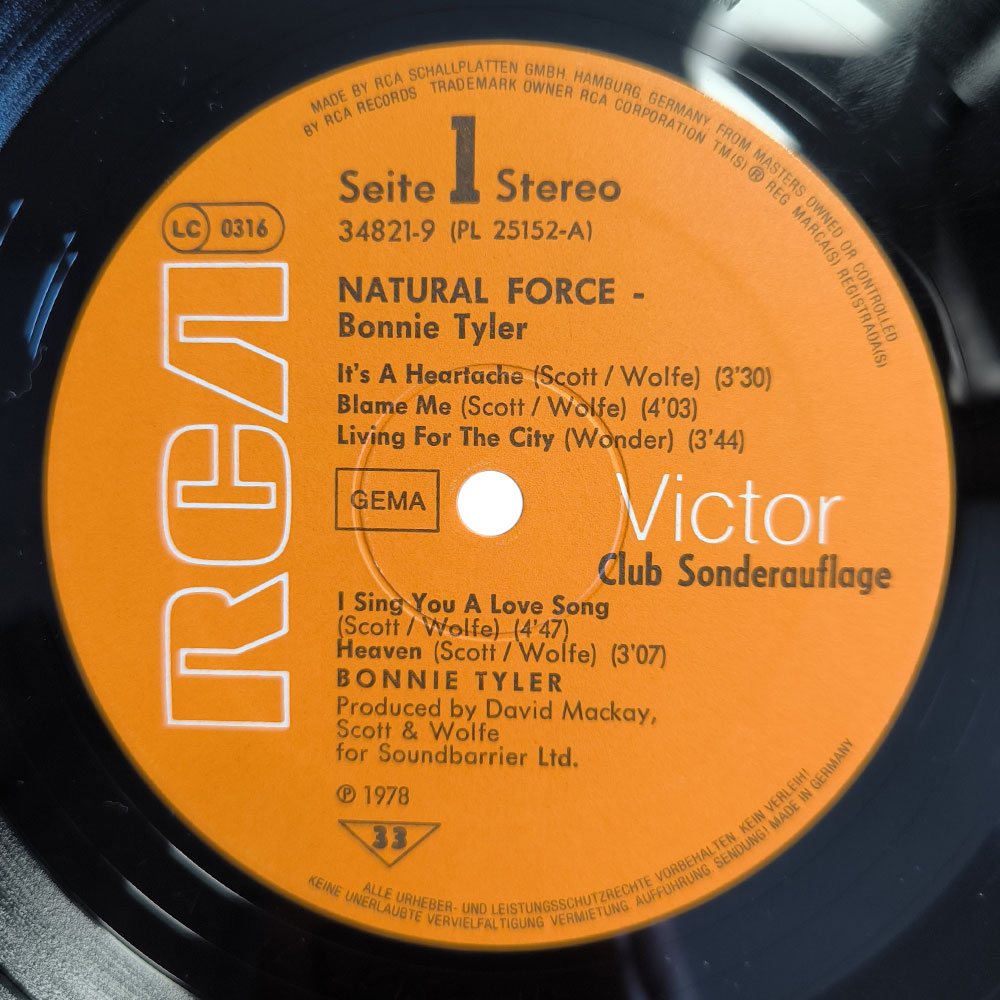 MADE BY RCA SCHALLPLATTEN GMBH. HAMBURG, GERMANY, FROM MASTERS OWNED OR CONTROLLED
BY RCA RECORDS TRADEMARK OWNER RCA CORPORATION TM(S) ® REG MARCA(S) REGISTRADA(S)
Seite 1 Stereo
LC 0316
34821-9 (PL 25152-A)
NATURAL FORCE -
Bonnie Tyler
It's A Heartache (Scott / Wolfe) (3'30)
Blame Me (Scott / Wolfe) (4'03)
Living For The City (Wonder) (3'44)
RCA
GEMA
Victor
Club Sonderauflage
I Sing You A Love Song
(Scott / Wolfe) (4'47)
Heaven (Scott / Wolfe) (3'07)
BONNIE TYLER
Produced by David Mackay,
Scott & Wolfe
for Soundbarrier Ltd.
℗ 1978
33
ALLE URHEBER- UND LEISTUNGSSCHUTZRECHTE VORBEHALTEN. KEIN VERLEIH!
KEINE UNERLAUBTE VERVIELFÄLTIGUNG VERMIETUNG AUFFÜHRUNG, SENDUNG! MADE IN GERMANY